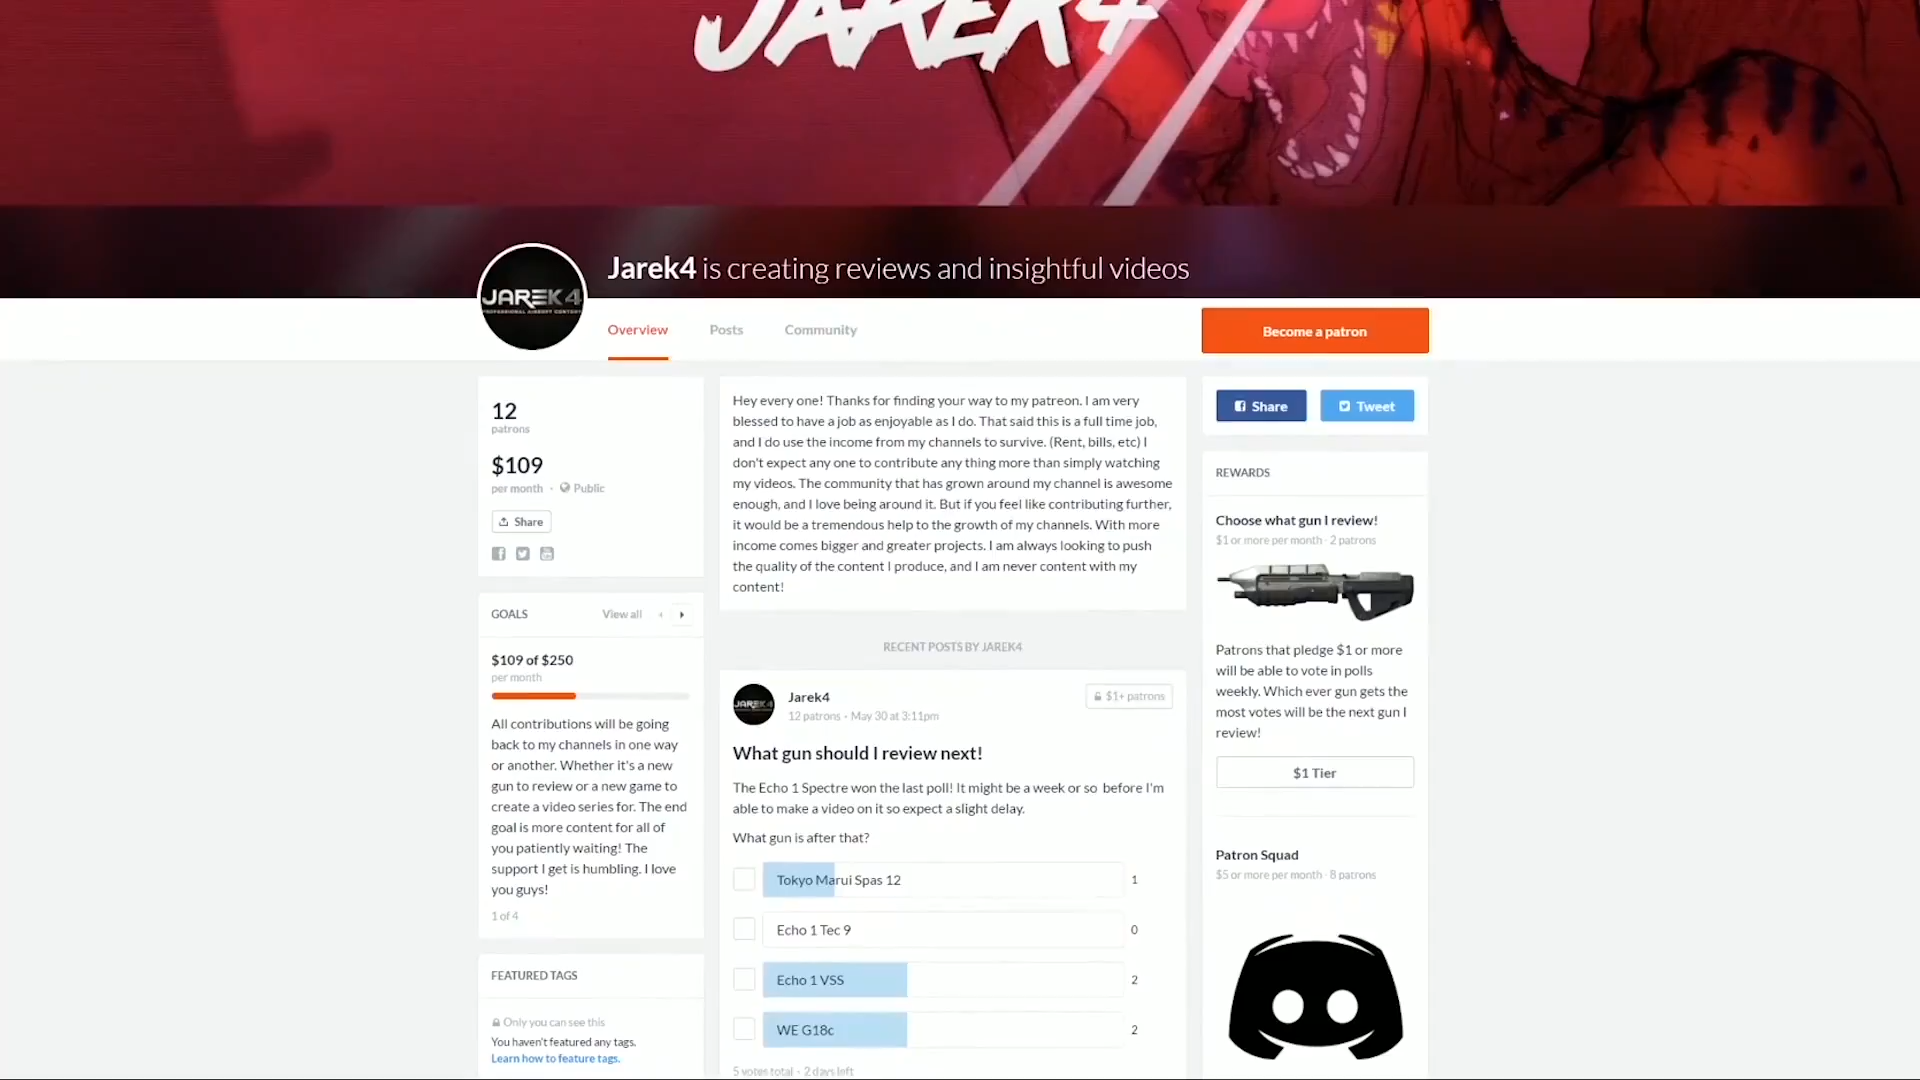 JAREK4
JAREK 4
PROFESSIONAL AIRSOFT CONTENT
Jarek4 is creating reviews and insightful videos
Overview
Posts
Community
Become a patron
12
patrons
$109
per month · Public
Share
GOALS
View all
$109 of $250
per month
All contributions will be going
back to my channels in one way
or another. Whether it's a new
gun to review or a new game to
create a video series for. The end
goal is more content for all of
you patiently waiting! The
support I get is humbling. I love
you guys!
1 of 4
FEATURED TAGS
Only you can see this
You haven't featured any tags.
Learn how to feature tags.
Hey every one! Thanks for finding your way to my patreon. I am very
blessed to have a job as enjoyable as I do. That said this is a full time job,
and I do use the income from my channels to survive. (Rent, bills, etc) I
don't expect any one to contribute any thing more than simply watching
my videos. The community that has grown around my channel is awesome
enough, and I love being around it. But if you feel like contributing further,
it would be a tremendous help to the growth of my channels. With more
income comes bigger and greater projects. I am always looking to push
the quality of the content I produce, and I am never content with my
content!
RECENT POSTS BY JAREK4
JAREK 4
Jarek4
12 patrons · May 30 at 3:11pm
$1+ patrons
What gun should I review next!
The Echo 1 Spectre won the last poll! It might be a week or so before I'm
able to make a video on it so expect a slight delay.
What gun is after that?
Tokyo Marui Spas 12 1
Echo 1 Tec 9 0
Echo 1 VSS 2
WE G18c 2
5 votes total · 2 days left
Share
Tweet
REWARDS
Choose what gun I review!
$1 or more per month · 2 patrons
Patrons that pledge $1 or more
will be able to vote in polls
weekly. Which ever gun gets the
most votes will be the next gun I
review!
$1 Tier
Patron Squad
$5 or more per month · 8 patrons